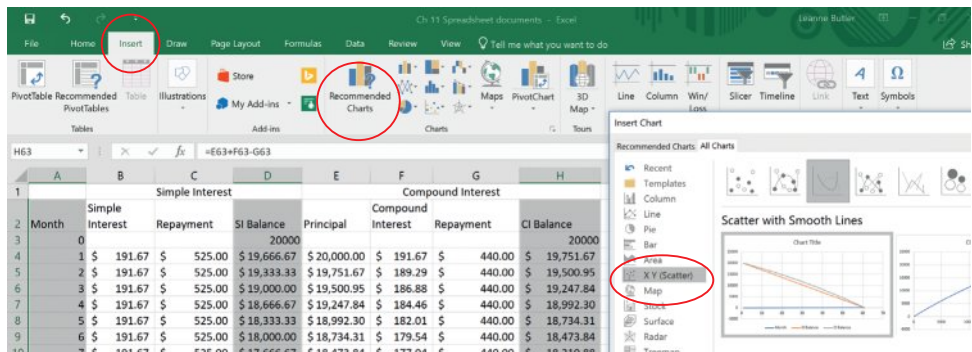 Ch 11 Spreadsheet documents - Excel
Leanne Butler
File Home Insert Draw Page Layout Formulas Data Review View Tell me what you want to do Sh
PivotTable Recommended PivotTables Table Illustrations Store My Add-ins Recommended Charts Maps PivotChart 3D Map Line Column Win/ Loss Slicer Timeline Link Text Symbols
Tables Add-ins Charts Tours
H63 fx =E63+F63-G63
A B C D E F G H
1 Simple Interest Compound Interest
2 Month Simple Interest Repayment SI Balance Principal Compound Interest Repayment CI Balance
3 0 20000 20000
4 1 $ 191.67 $ 525.00 $ 19,666.67 $ 20,000.00 $ 191.67 $ 440.00 $ 19,751.67
5 2 $ 191.67 $ 525.00 $ 19,333.33 $ 19,751.67 $ 189.29 $ 440.00 $ 19,500.95
6 3 $ 191.67 $ 525.00 $ 19,000.00 $ 19,500.95 $ 186.88 $ 440.00 $ 19,247.84
7 4 $ 191.67 $ 525.00 $ 18,666.67 $ 19,247.84 $ 184.46 $ 440.00 $ 18,992.30
8 5 $ 191.67 $ 525.00 $ 18,333.33 $ 18,992.30 $ 182.01 $ 440.00 $ 18,734.31
9 6 $ 191.67 $ 525.00 $ 18,000.00 $ 18,734.31 $ 179.54 $ 440.00 $ 18,473.84
Insert Chart
Recommended Charts All Charts
Recent
Templates
Column
Line
Pie
Bar
Area
X Y (Scatter)
Map
Stock
Surface
Radar
Scatter with Smooth Lines
Chart Title